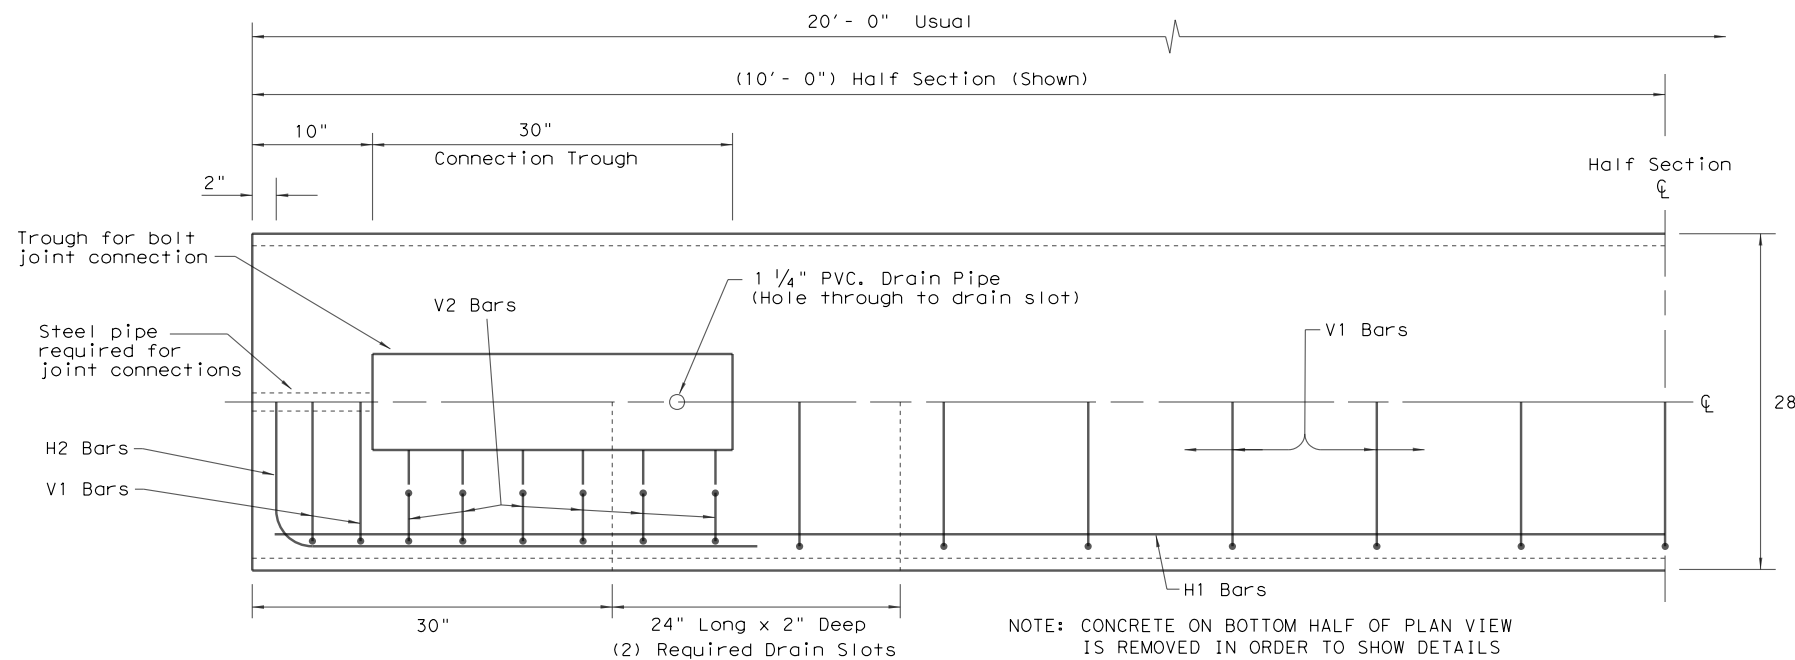 20'- 0" Usual
(10'- 0") Half Section (Shown)
10"
30"
Connection Trough
2"
Half Section
℄
Trough for bolt
joint connection
1 1/4" PVC. Drain Pipe
(Hole through to drain slot)
V2 Bars
Steel pipe
required for
joint connections
V1 Bars
℄
28
H2 Bars
V1 Bars
H1 Bars
30"
24" Long x 2" Deep
(2) Required Drain Slots
NOTE: CONCRETE ON BOTTOM HALF OF PLAN VIEW
IS REMOVED IN ORDER TO SHOW DETAILS